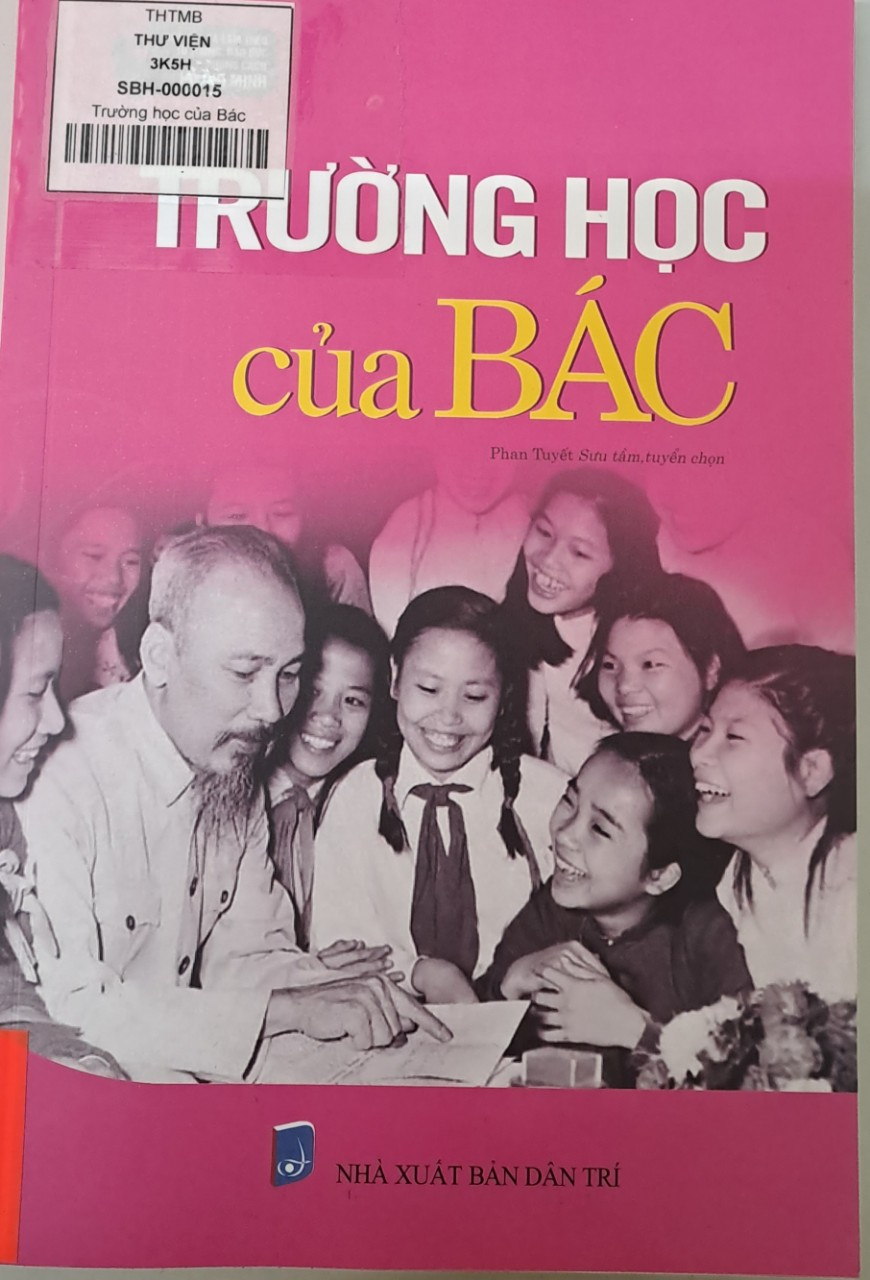 THTMB
THƯ VIỆN
3K5H
SBH-000015
Trường học của Bác
TRƯỜNG HỌC
của BÁC
Phan Tuyết Sưu tầm,tuyển chọn
NHÀ XUẤT BẢN DÂN TRÍ